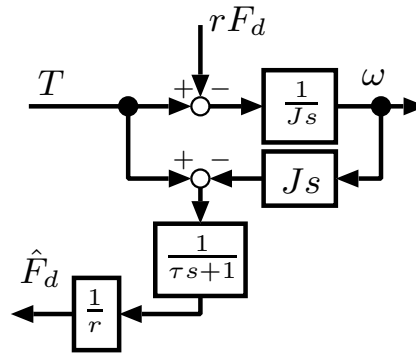 rF_d
T + − 1/Js ω
+ − Js
1/(τs+1)
F̂_d 1/r